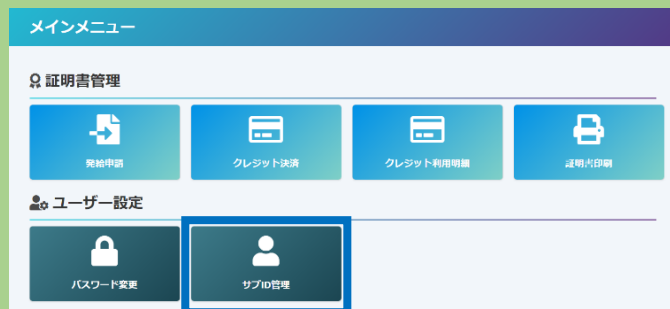 メインメニュー
証明書管理
発給申請
クレジット決済
クレジット利用明細
証明書印刷
ユーザー設定
パスワード変更
サブID管理